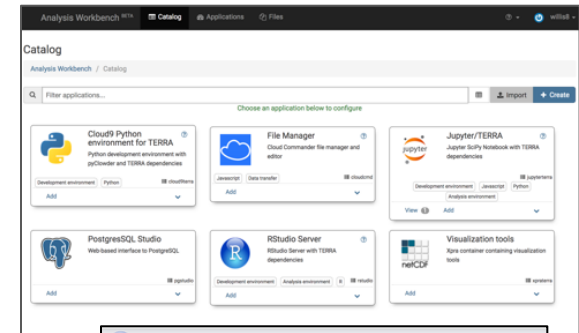 Analysis Workbench BETA Catalog Applications Files willis8
Catalog
Analysis Workbench / Catalog
Filter applications... Import + Create
Choose an application below to configure
Cloud9 Python environment for TERRA
Python development environment with pyClowder and TERRA dependencies
Development environment Python cloud9terra
Add
File Manager
Cloud Commander file manager and editor
Javascript Data transfer cloudcmd
Add
Jupyter/TERRA
Jupyter SciPy Notebook with TERRA dependencies
jupyter
jupyterterra
Development environment Javascript Python
Analysis environment
View Add
PostgresSQL Studio
Web-based interface to PostgreSQL
pgstudio
Add
RStudio Server
RStudio Server with TERRA dependencies
R
Development environment Analysis environment R rstudio
Add
Visualization tools
Xpra container containing visualization tools
netCDF
xpraterra
Add